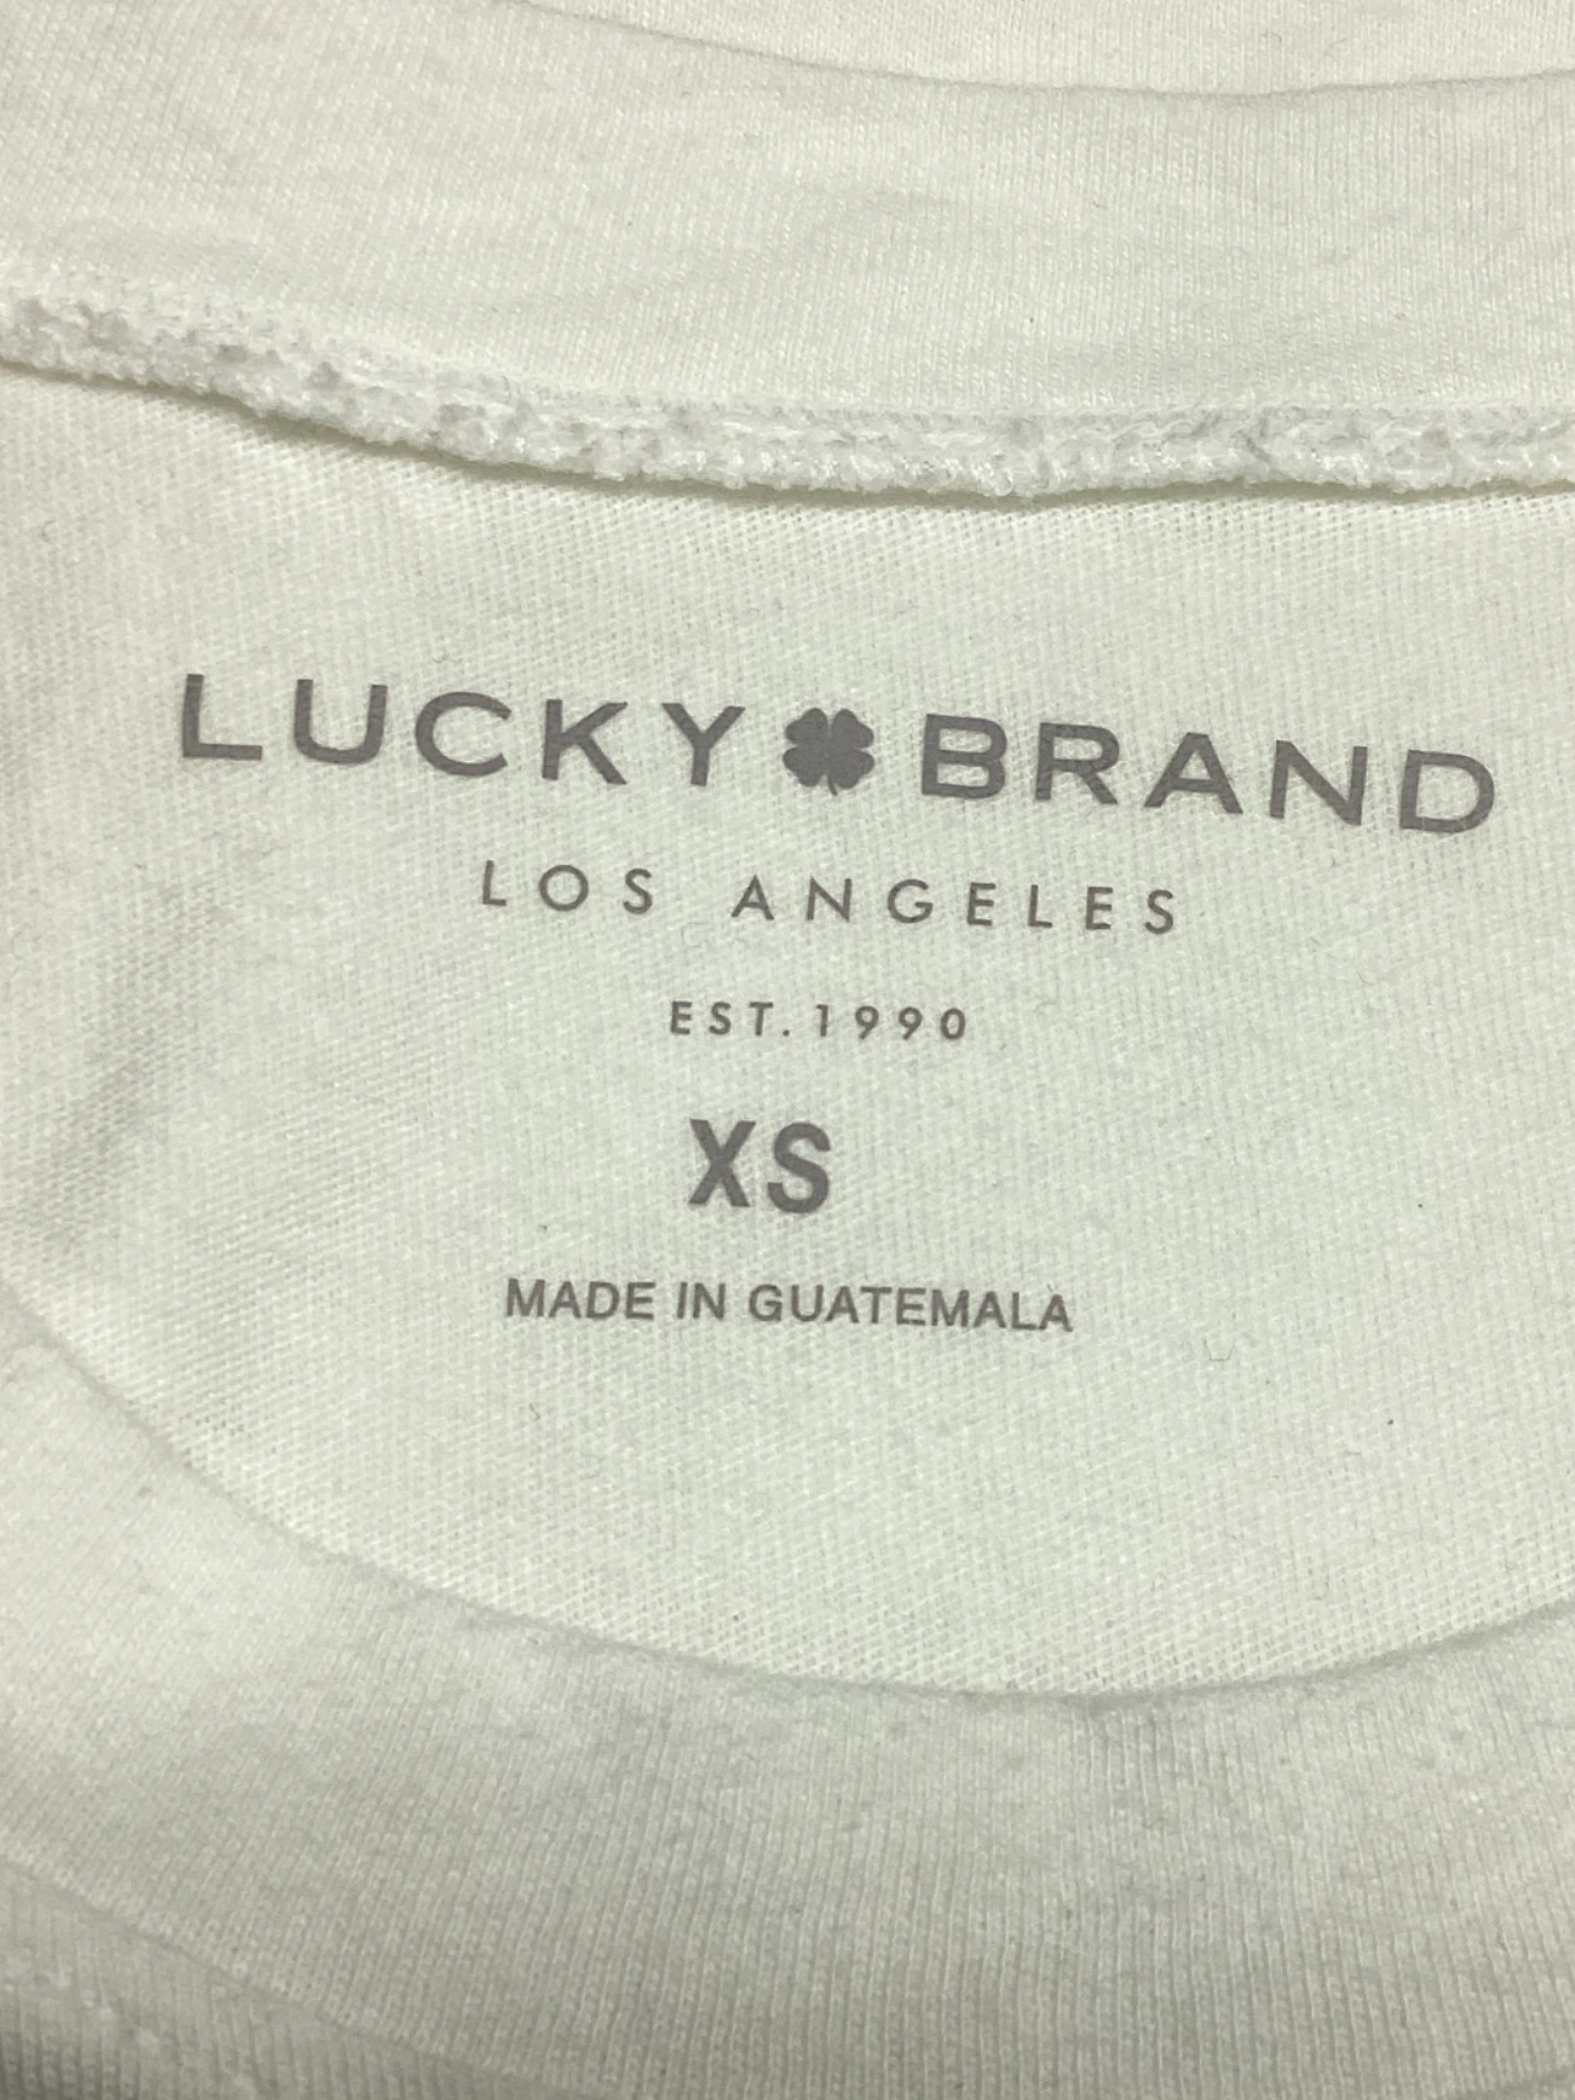 LUCKY BRAND
LOS ANGELES
EST. 1990
XS
MADE IN GUATEMALA